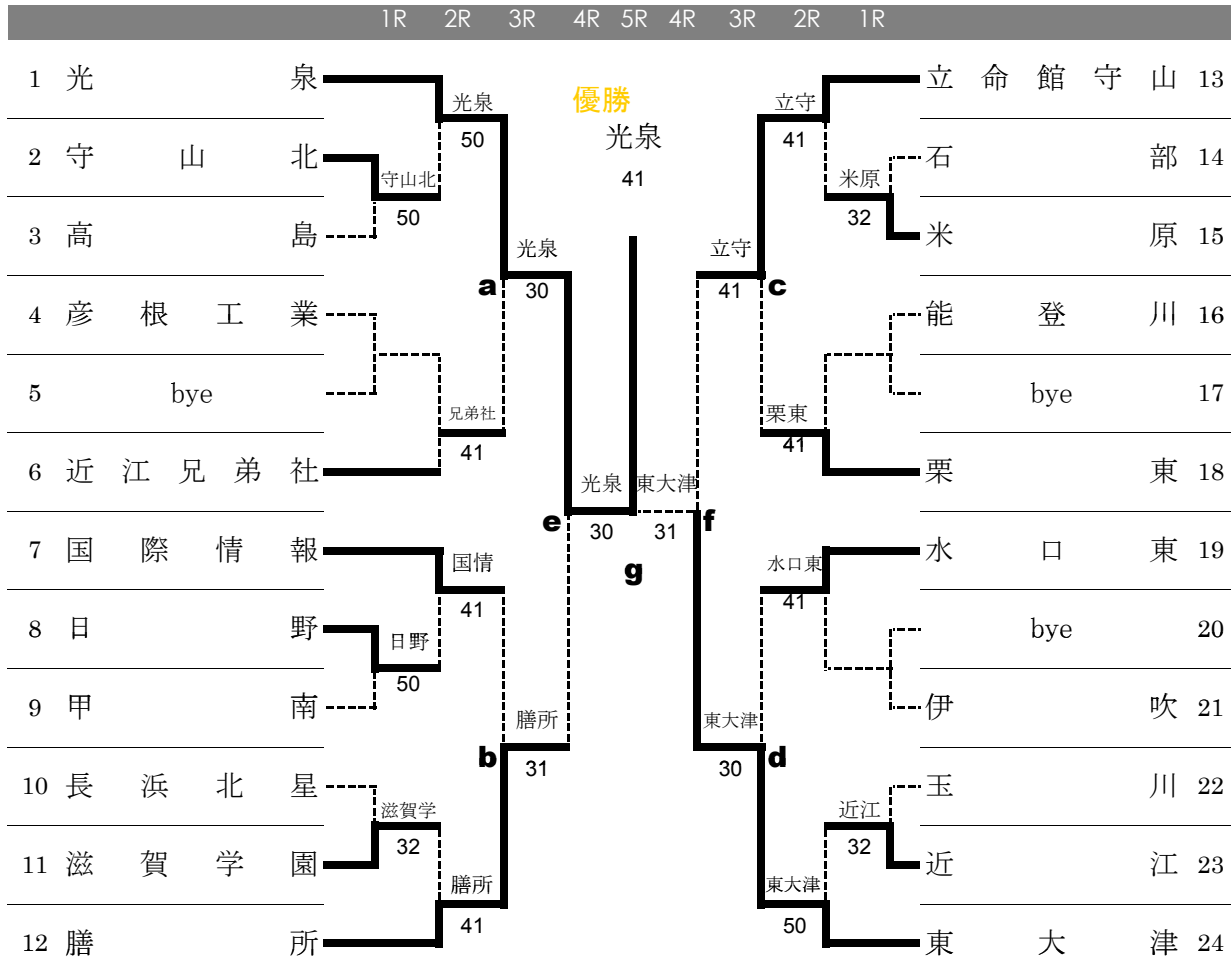 1R 2R 3R 4R 5R 4R 3R 2R 1R
1 光泉
立命館守山 13
光泉
優勝
立守
50
光泉
41
2 守山北
石部 14
守山北
41
米原
50
32
3 高島
米原 15
光泉
立守
a
30
41
c
4 彦根工業
能登川 16
5 bye
bye 17
兄弟社
栗東
41
41
6 近江兄弟社
栗東 18
光泉
東大津
e
30
31
f
7 国際情報
水口東 19
国情
g
水口東
41
41
8 日野
bye 20
日野
50
9 甲南
伊吹 21
膳所
東大津
b
31
30
d
10 長浜北星
玉川 22
滋賀学
近江
32
32
11 滋賀学園
近江 23
膳所
東大津
41
50
12 膳所
東大津 24